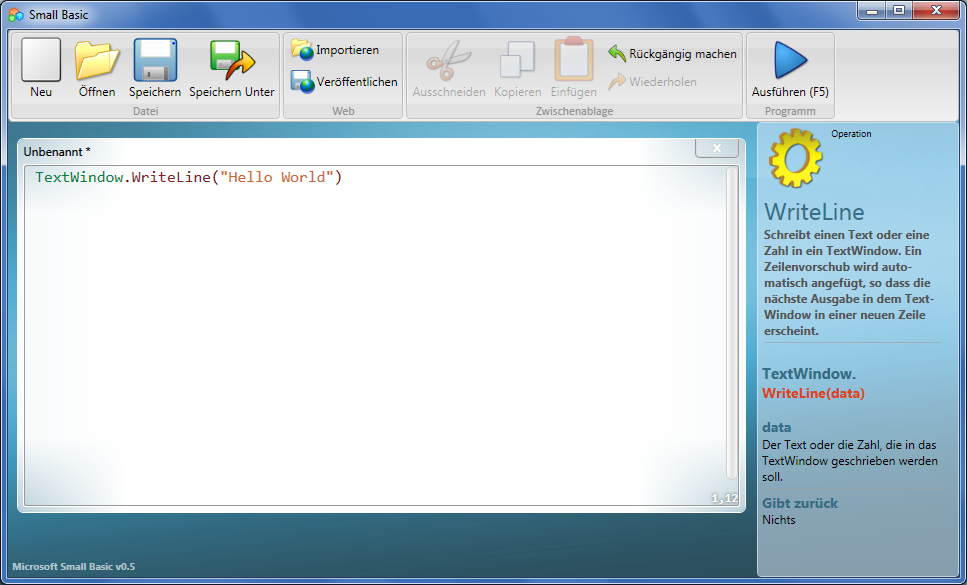 Small Basic
Neu
Öffnen
Speichern
Speichern Unter
Datei
Importieren
Veröffentlichen
Web
Ausschneiden
Kopieren
Einfügen
Rückgängig machen
Wiederholen
Zwischenablage
Ausführen (F5)
Programm
Unbenannt *
X
TextWindow.WriteLine("Hello World")
1,12
Operation
WriteLine
Schreibt einen Text oder eine
Zahl in ein TextWindow. Ein
Zeilenvorschub wird auto-
matisch angefügt, so dass die
nächste Ausgabe in dem Text-
Window in einer neuen Zeile
erscheint.
TextWindow.
WriteLine(data)
data
Der Text oder die Zahl, die in das
TextWindow geschrieben werden
soll.
Gibt zurück
Nichts
Microsoft Small Basic v0.5